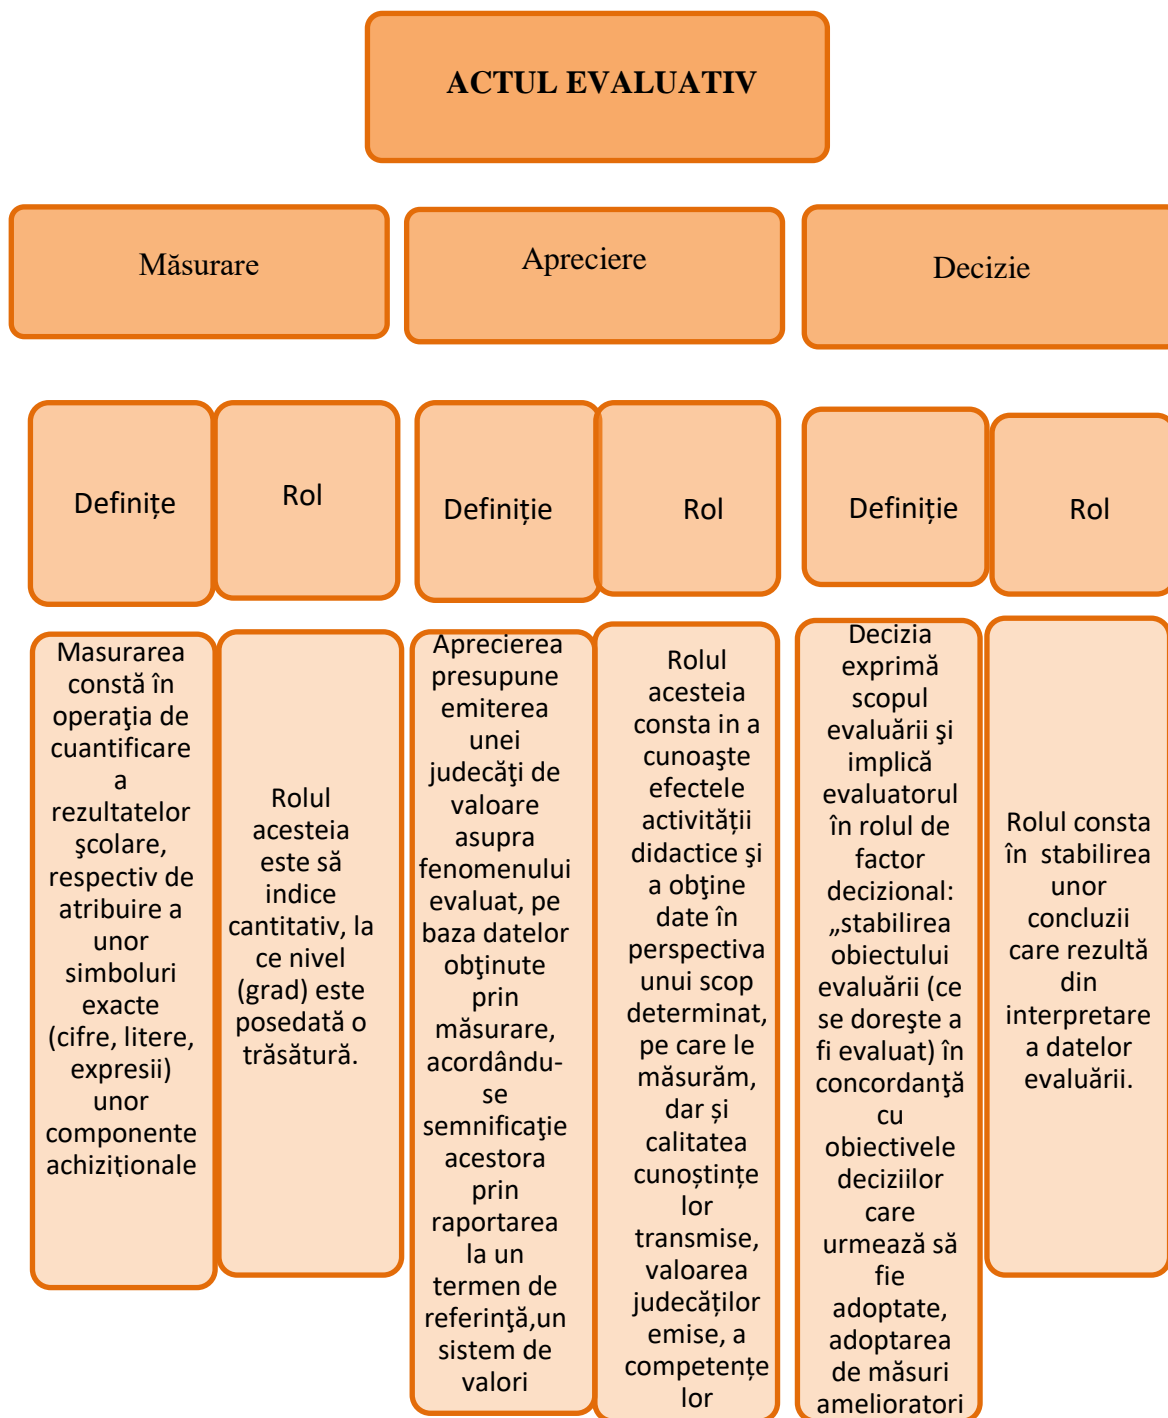 ACTUL EVALUATIV
Măsurare
Apreciere
Decizie
Definițe
Rol
Definiție
Rol
Definiție
Rol
Masurarea
constă în
operaţia de
cuantificare
a
rezultatelor
şcolare,
respectiv de
atribuire a
unor
simboluri
exacte
(cifre, litere,
expresii)
unor
componente
achiziţionale
Rolul
acesteia
este să
indice
cantitativ, la
ce nivel
(grad) este
posedată o
trăsătură.
Aprecierea
presupune
emiterea
unei
judecăţi de
valoare
asupra
fenomenului
evaluat, pe
baza datelor
obţinute
prin
măsurare,
acordându-
se
semnificaţie
acestora
prin
raportarea
la un
termen de
referinţă,un
sistem de
valori
Rolul
acesteia
consta in a
cunoaşte
efectele
activității
didactice şi
a obţine
date în
perspectiva
unui scop
determinat,
pe care le
măsurăm,
dar și
calitatea
cunoștințe
lor
transmise,
valoarea
judecăților
emise, a
competențe
lor
Decizia
exprimă
scopul
evaluării şi
implică
evaluatorul
în rolul de
factor
decizional:
„stabilirea
obiectului
evaluării (ce
se doreşte a
fi evaluat) în
concordanţă
cu
obiectivele
deciziilor
care
urmează să
fie
adoptate,
adoptarea
de măsuri
amelioratori
Rolul consta
în stabilirea
unor
concluzii
care rezultă
din
interpretare
a datelor
evaluării.